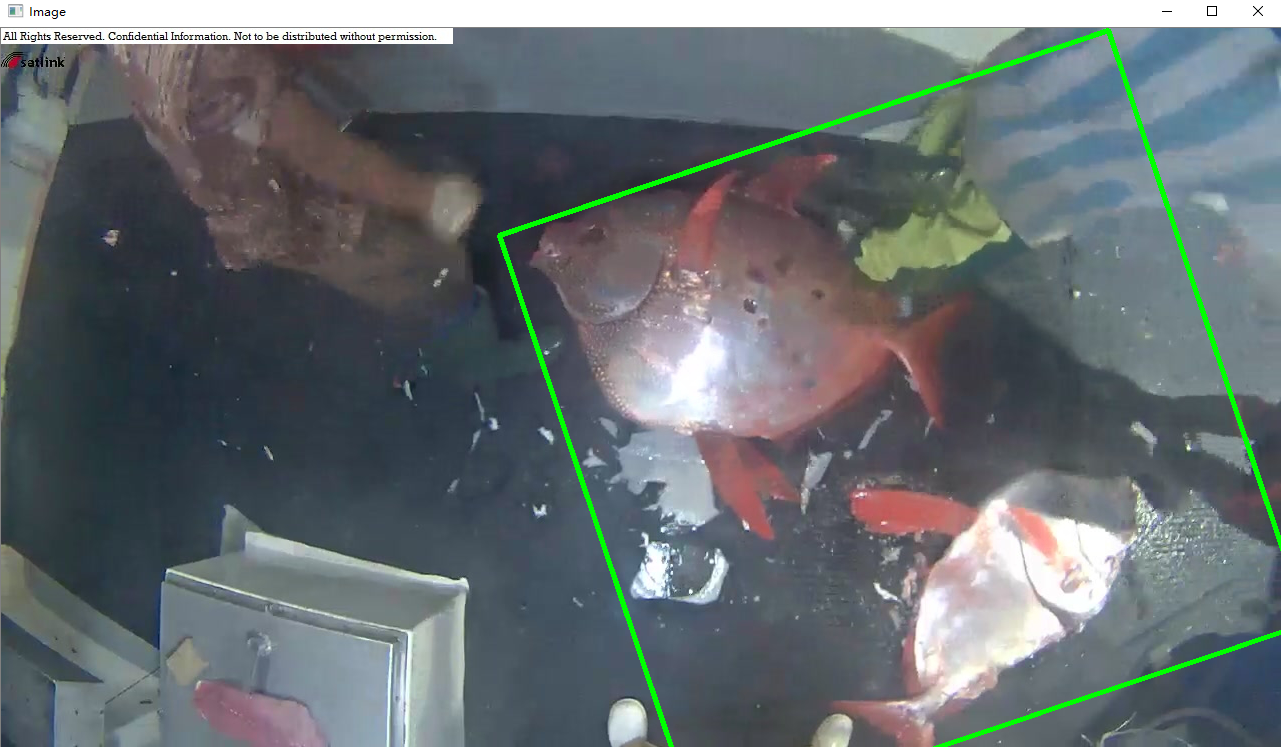 Image
All Rights Reserved. Confidential Information. Not to be distributed without permission.
satlink